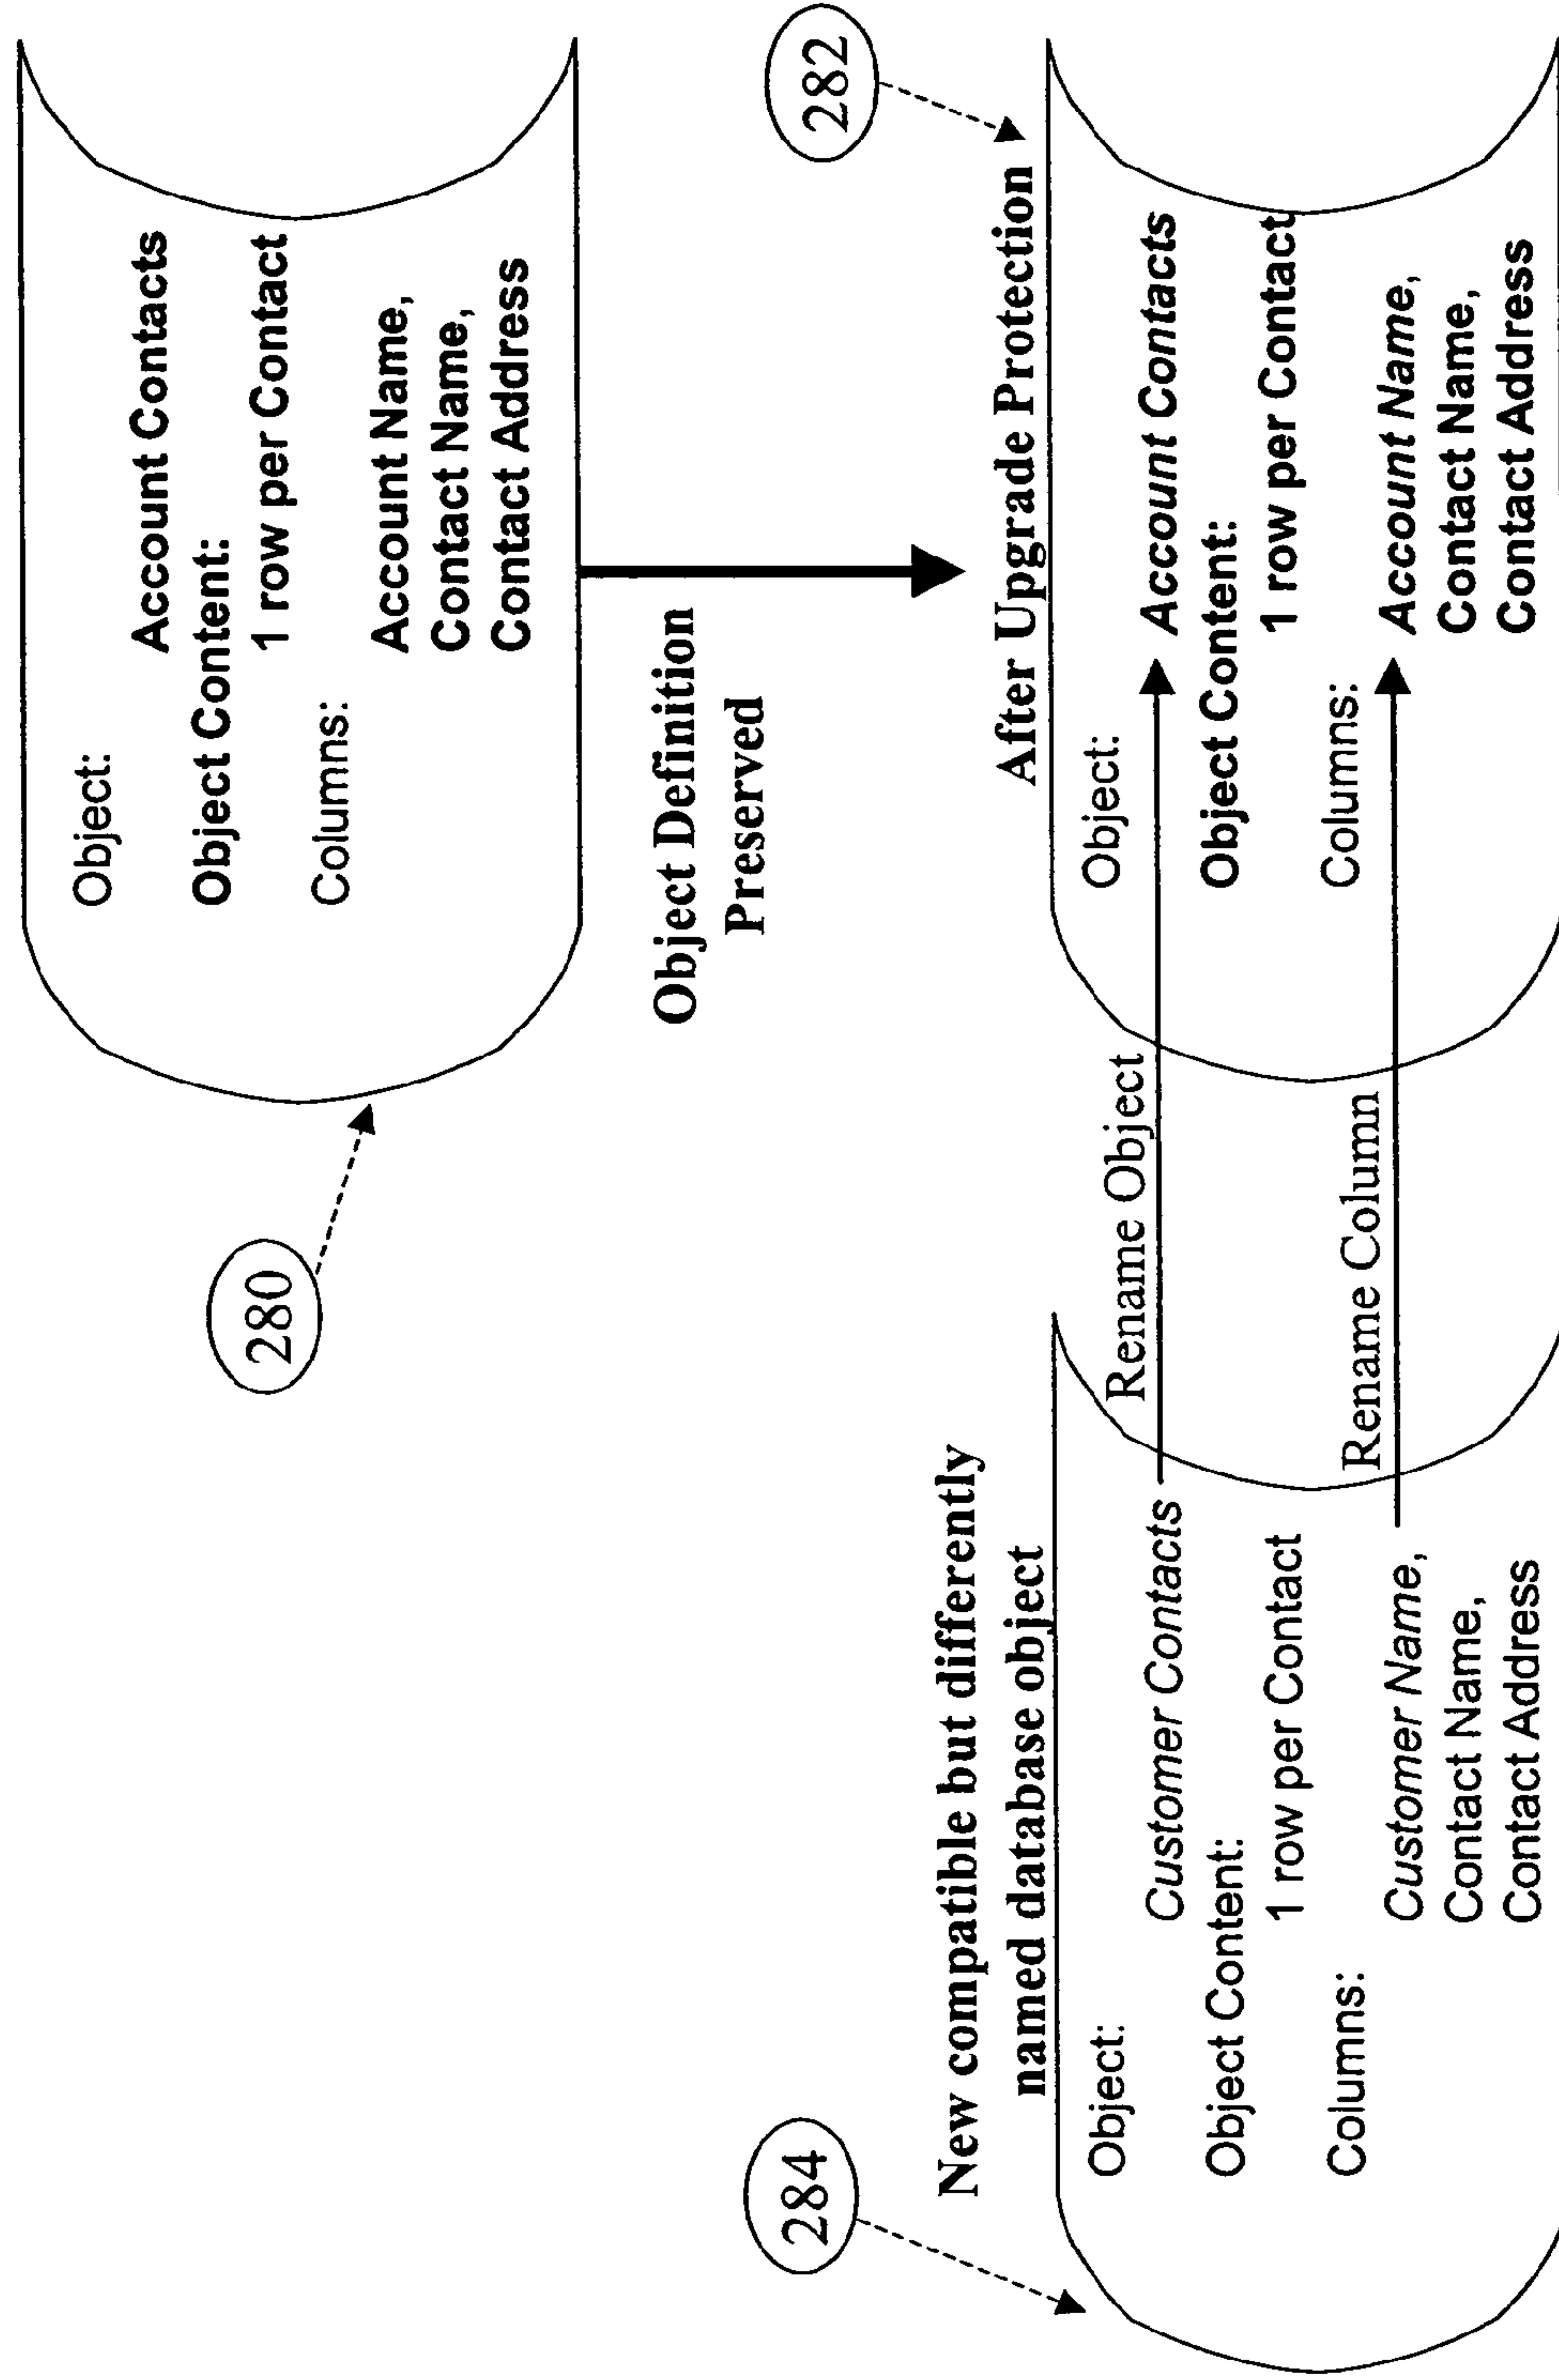 280
Object:
Account Contacts
Object Content:
1 row per Contact
Columns:
Account Name,
Contact Name,
Contact Address
Object Definition
Preserved
284
New compatible but differently
named database object
Object:
Customer Contacts
Object Content:
1 row per Contact
Columns:
Customer Name,
Contact Name,
Contact Address
Rename Object
Rename Column
282
After Upgrade Protection
Object:
Account Contacts
Object Content:
1 row per Contact
Columns:
Account Name,
Contact Name,
Contact Address